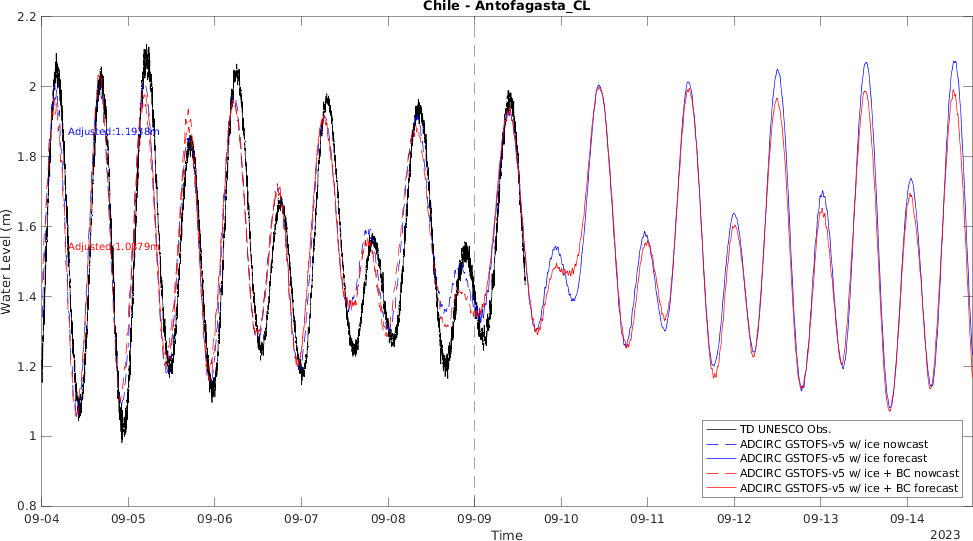 Chile - Antofagasta_CL
2.2
2
1.8
1.6
1.4
1.2
1
0.8
Water Level (m)
Adjusted:1.1938m
Adjusted:1.0879m
TD UNESCO Obs.
ADCIRC GSTOFS-v5 w/ ice nowcast
ADCIRC GSTOFS-v5 w/ ice forecast
ADCIRC GSTOFS-v5 w/ ice + BC nowcast
ADCIRC GSTOFS-v5 w/ ice + BC forecast
09-04 09-05 09-06 09-07 09-08 09-09 09-10 09-11 09-12 09-13 09-14
Time
2023